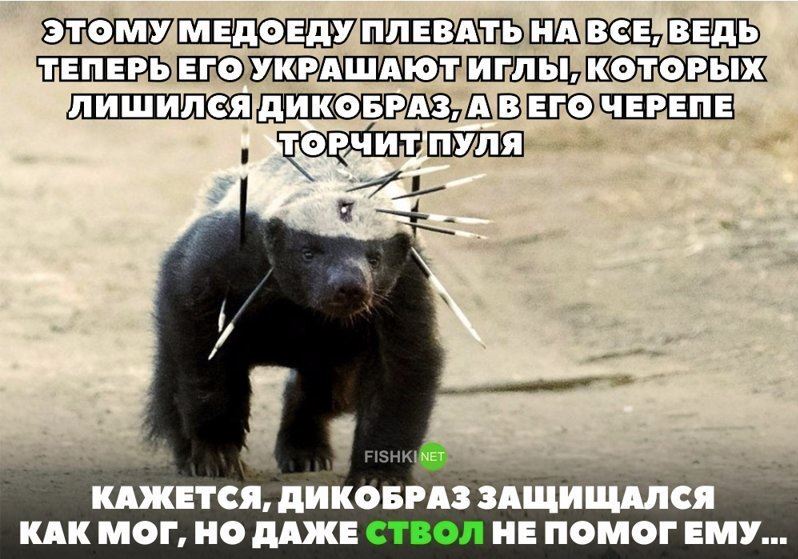 ЭТОМУ МЕДОЕДУ ПЛЕВАТЬ НА ВСЕ, ВЕДЬ
ТЕПЕРЬ ЕГО УКРАШАЮТ ИГЛЫ, КОТОРЫХ
ЛИШИЛСЯ ДИКОБРАЗ, А В ЕГО ЧЕРЕПЕ
ТОРЧИТ ПУЛЯ
FISHKI NET
КАЖЕТСЯ, ДИКОБРАЗ ЗАЩИЩАЛСЯ
КАК МОГ, НО ДАЖЕ СТВОЛ НЕ ПОМОГ ЕМУ...